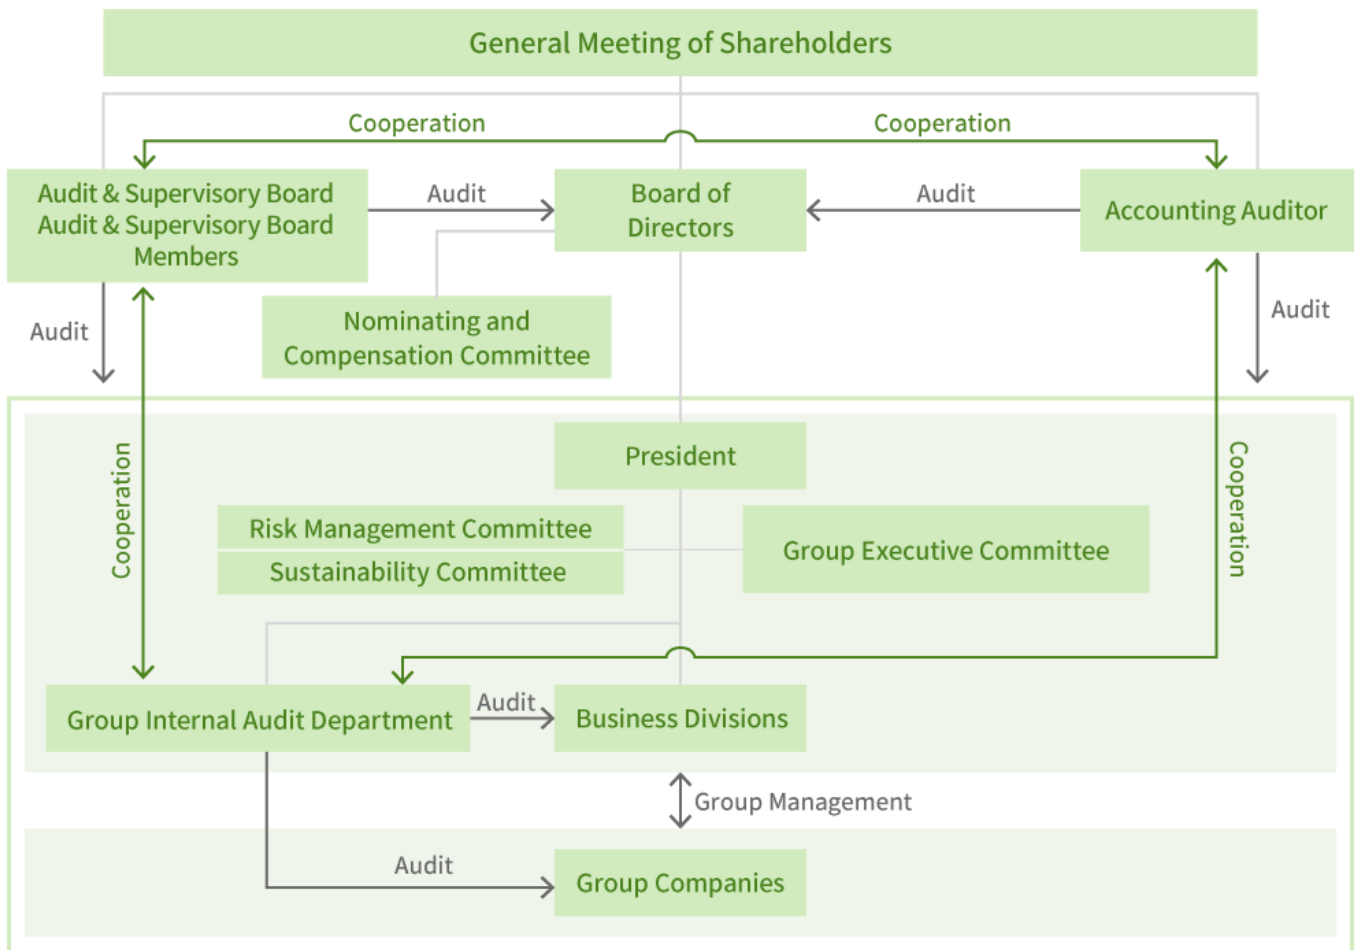 General Meeting of Shareholders
Cooperation
Cooperation
Audit & Supervisory Board
Audit & Supervisory Board
Members
Audit
Board of
Directors
Audit
Accounting Auditor
Audit
Nominating and
Compensation Committee
Audit
President
Cooperation
Risk Management Committee
Sustainability Committee
Group Executive Committee
Cooperation
Group Internal Audit Department
Audit
Business Divisions
Group Management
Audit
Group Companies